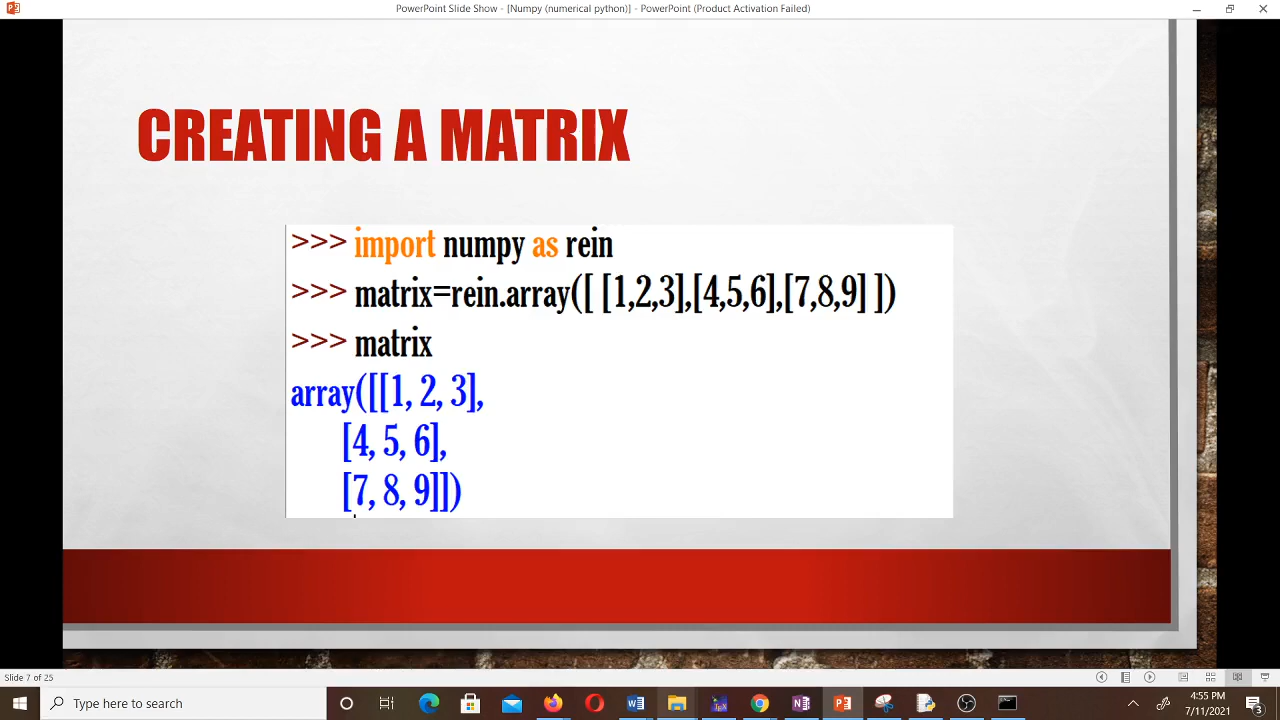 PowerPoint Slide Show - [Numpy (numerical python)] - PowerPoint (Product Activation Failed)
CREATING A MATRIX
>>> import numpy as rein
>>> matrix=rein.array([ [1,2,3],[4,5,6],[7,8,9] ])
>>> matrix
array([[1, 2, 3],
[4, 5, 6],
[7, 8, 9]])
Slide 7 of 25
Type here to search
4:55 PM
7/11/2021
3